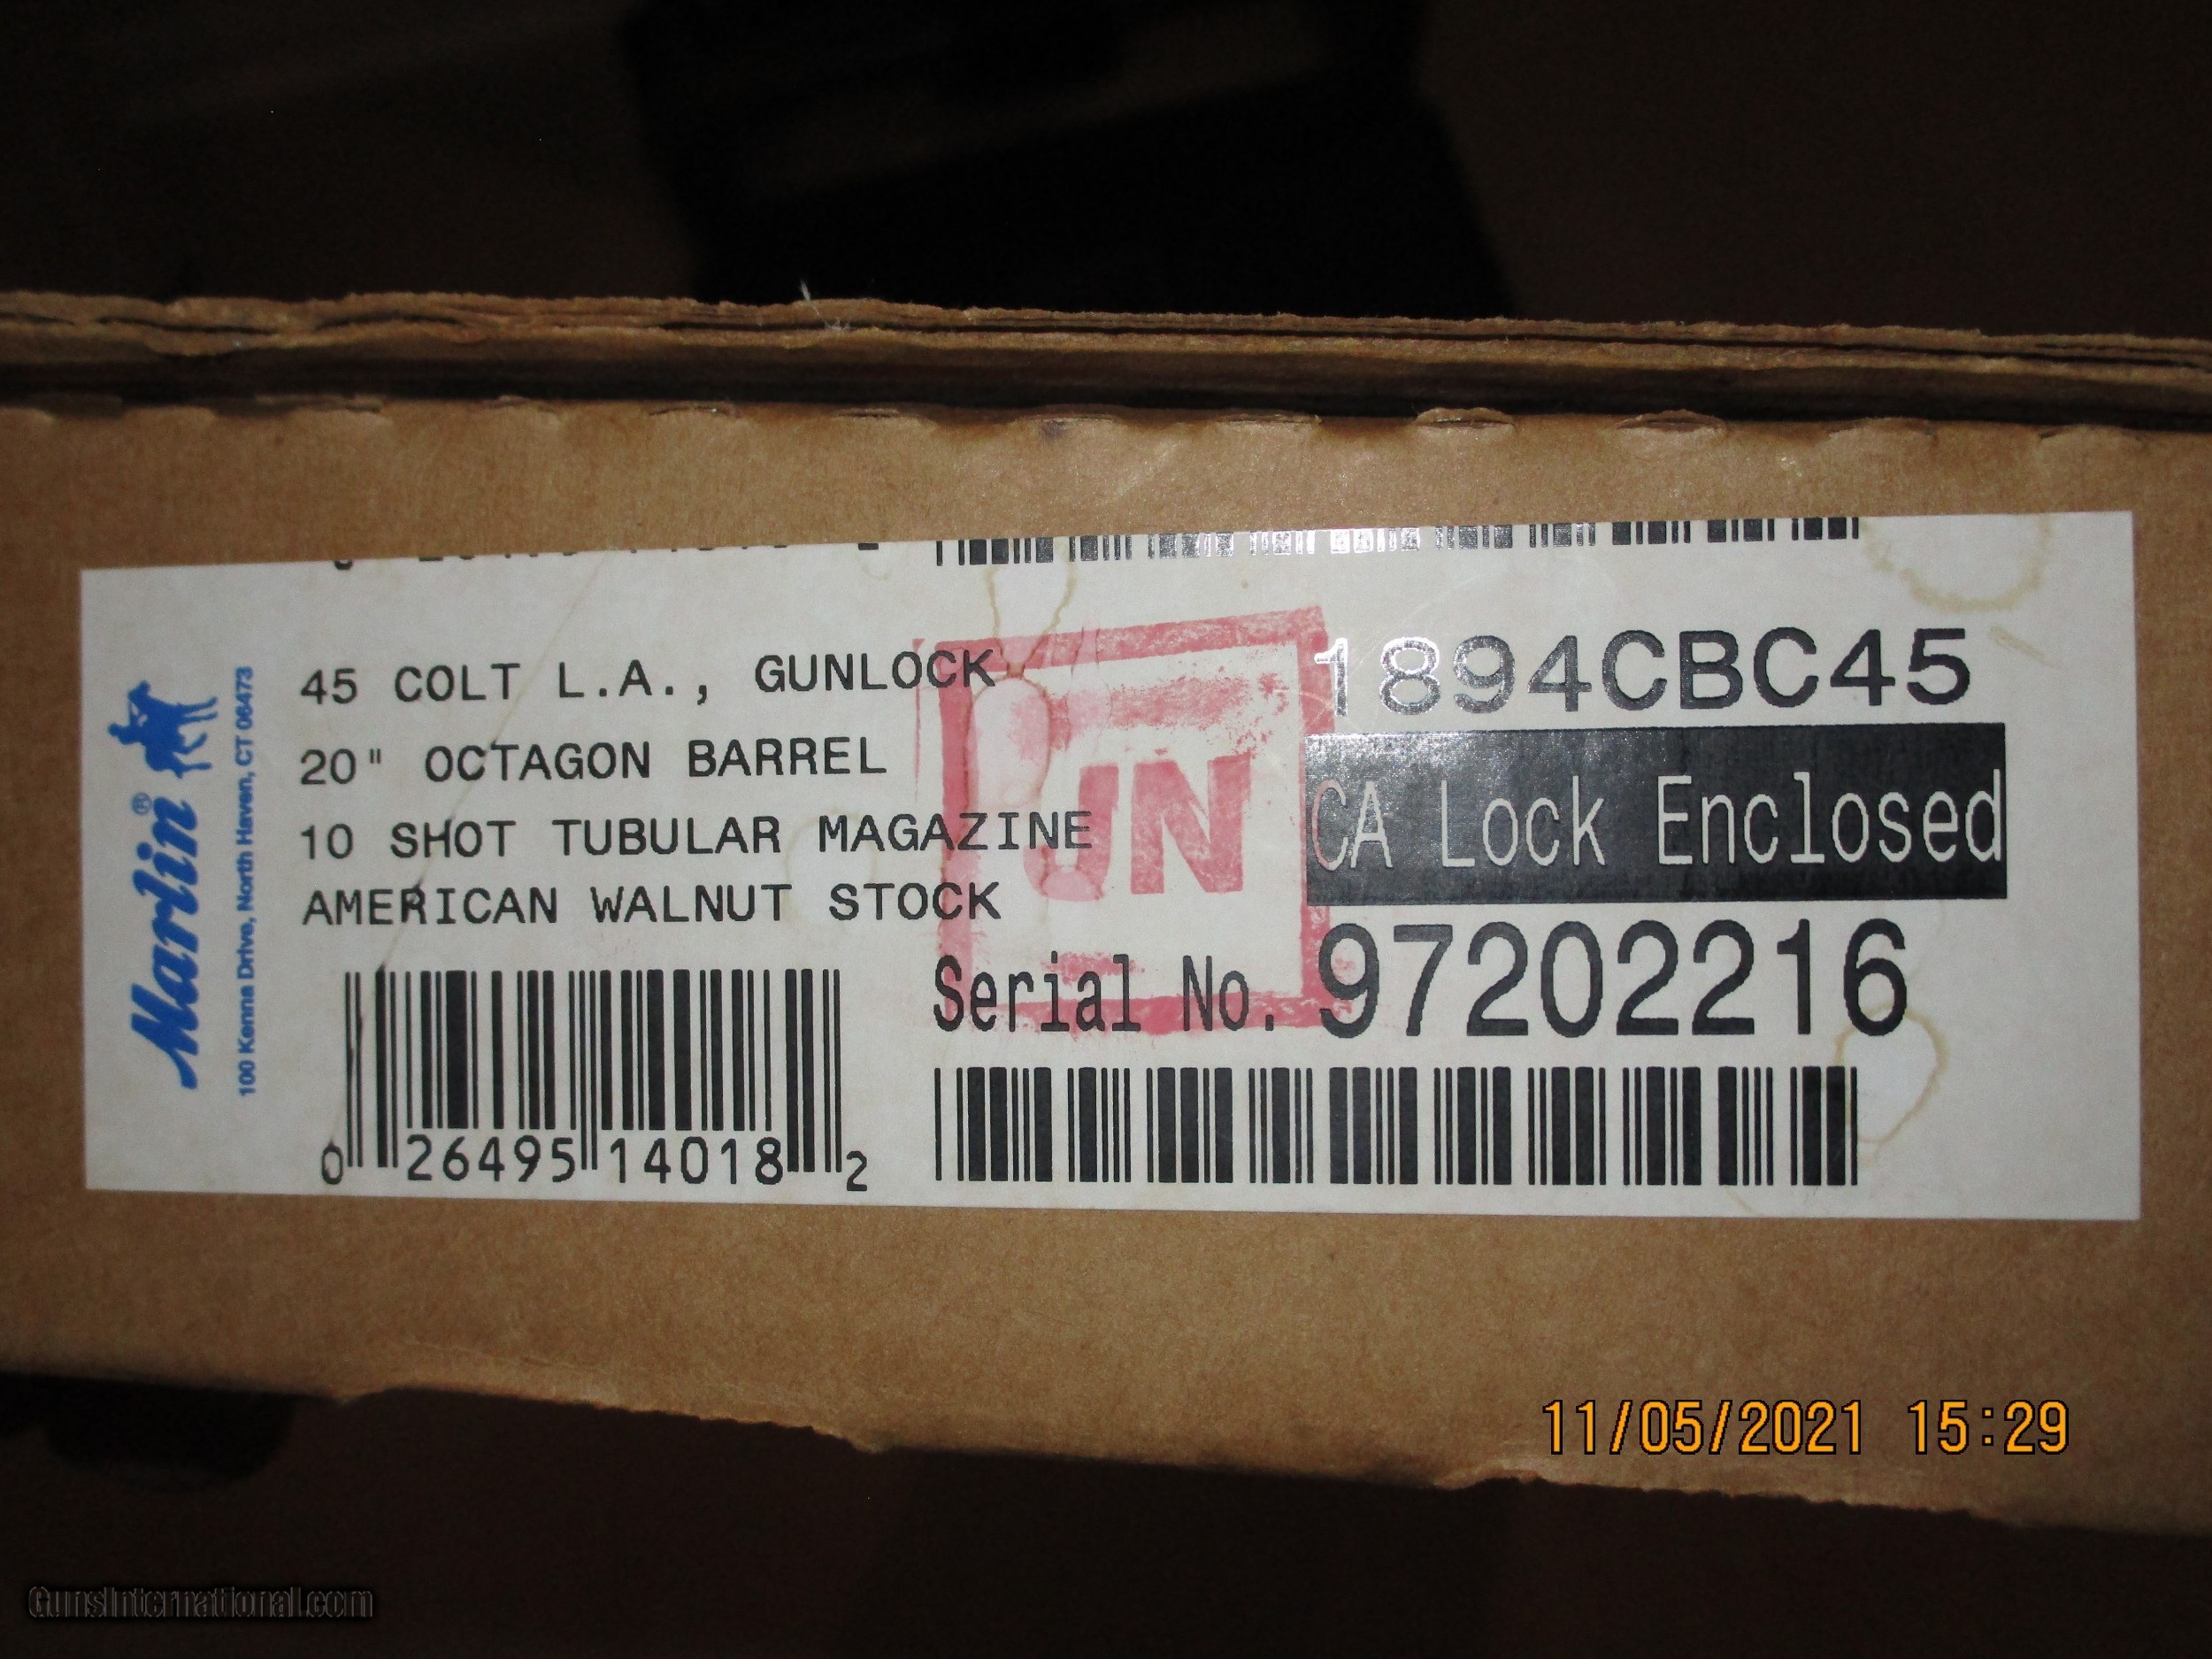 Marlin®
100 Kenna Drive, North Haven, CT 06473
45 COLT L.A., GUNLOCK
20" OCTAGON BARREL
10 SHOT TUBULAR MAGAZINE
AMERICAN WALNUT STOCK
0 26495 14018 2
UN
1894CBC45
CA Lock Enclosed
Serial No. 97202216
11/05/2021 15:29
GunsInternational.com